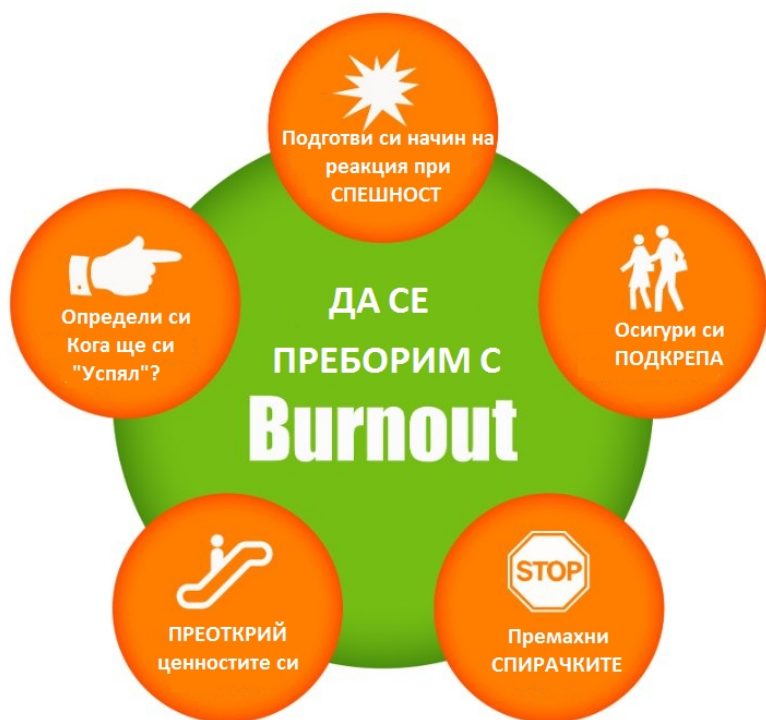 Подготви си начин на
реакция при
СПЕШНОСТ
Определи си
Кога ще си
"Успял"?
ДА СЕ
ПРЕБОРИМ С
Burnout
Осигури си
ПОДКРЕПА
ПРЕОТКРИЙ
ценностите си
STOP
Премахни
СПИРАЧКИТЕ